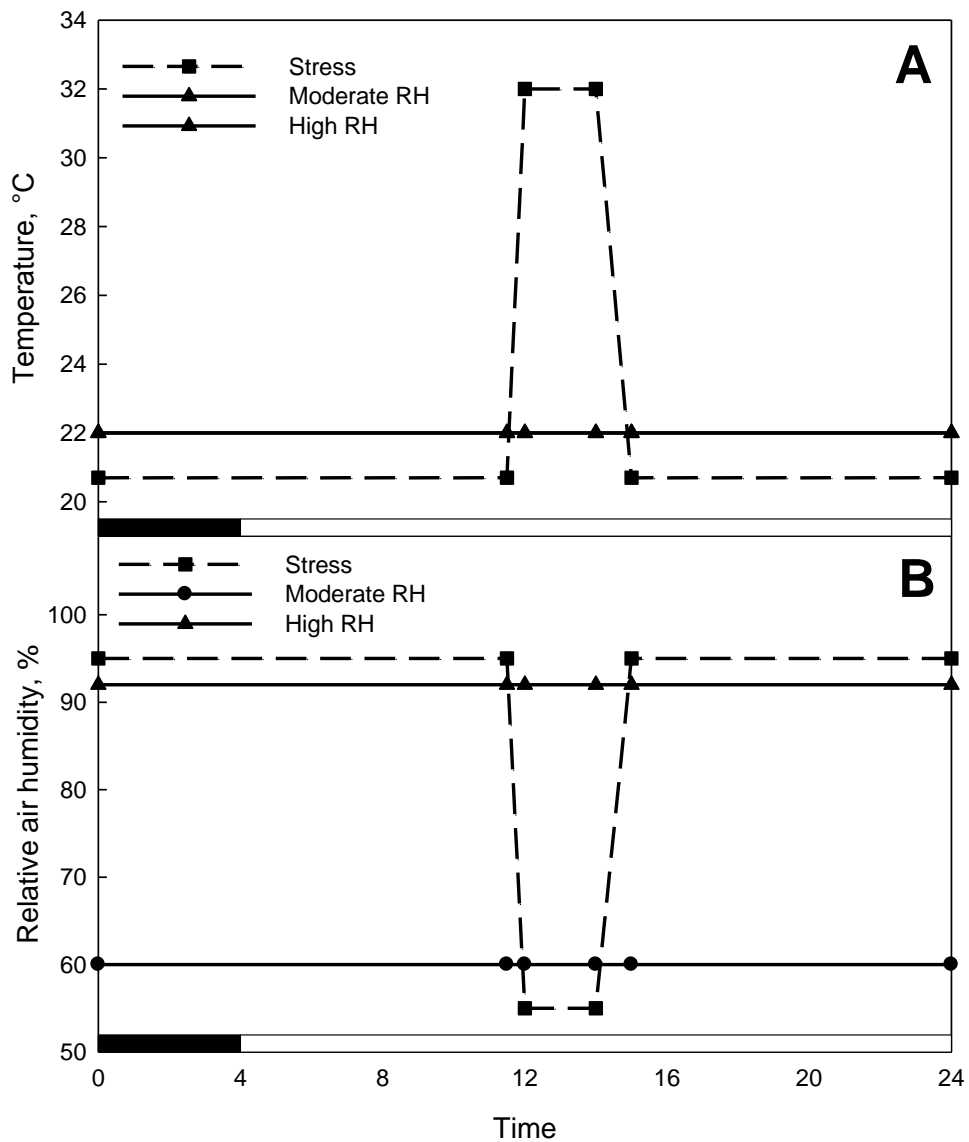 34
Stress
A
32
Moderate RH
High RH
30
Temperature, °C
28
26
24
22
20
Stress
B
Moderate RH
100
High RH
Relative air humidity, %
90
80
70
60
50
0 4 8 12 16 20 24
Time